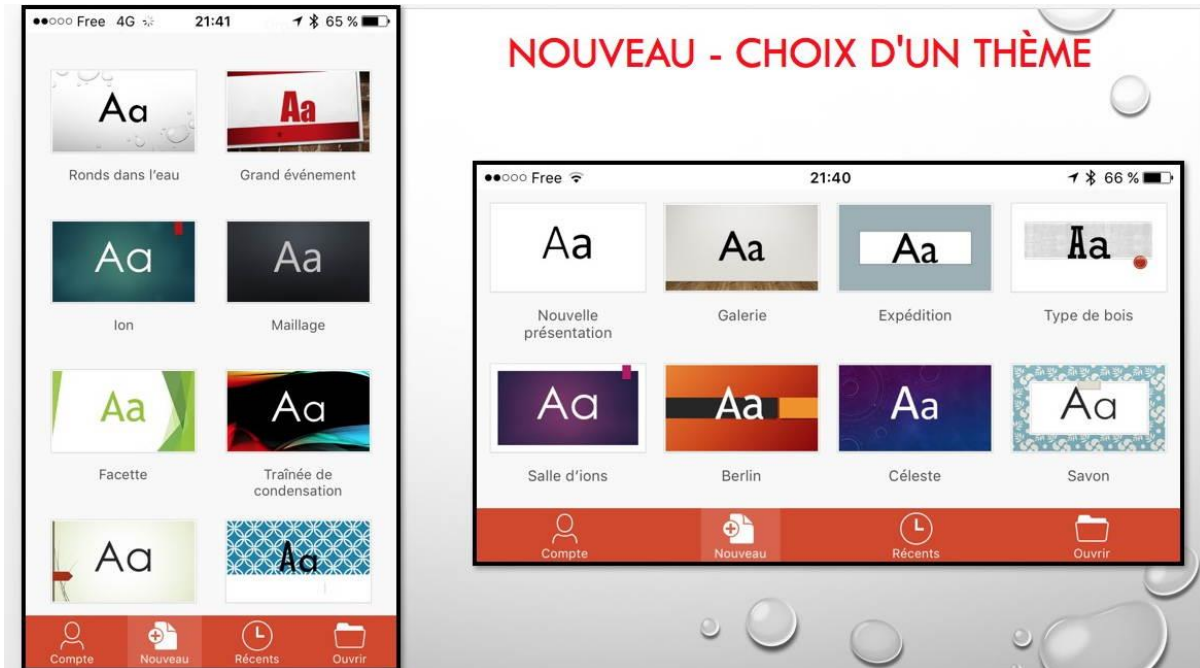 ●●○○○ Free 4G 21:41 65 %
Aa Aa
Ronds dans l'eau Grand événement
Aa Aa
Ion Maillage
Aa Aa
Facette Traînée de
condensation
Aa Aa
Compte Nouveau Récents Ouvrir
NOUVEAU - CHOIX D'UN THÈME
●●○○○ Free 21:40 66 %
Aa Aa Aa Aa
Nouvelle Galerie Expédition Type de bois
présentation
Aa Aa Aa Aa
Salle d'ions Berlin Céleste Savon
Compte Nouveau Récents Ouvrir